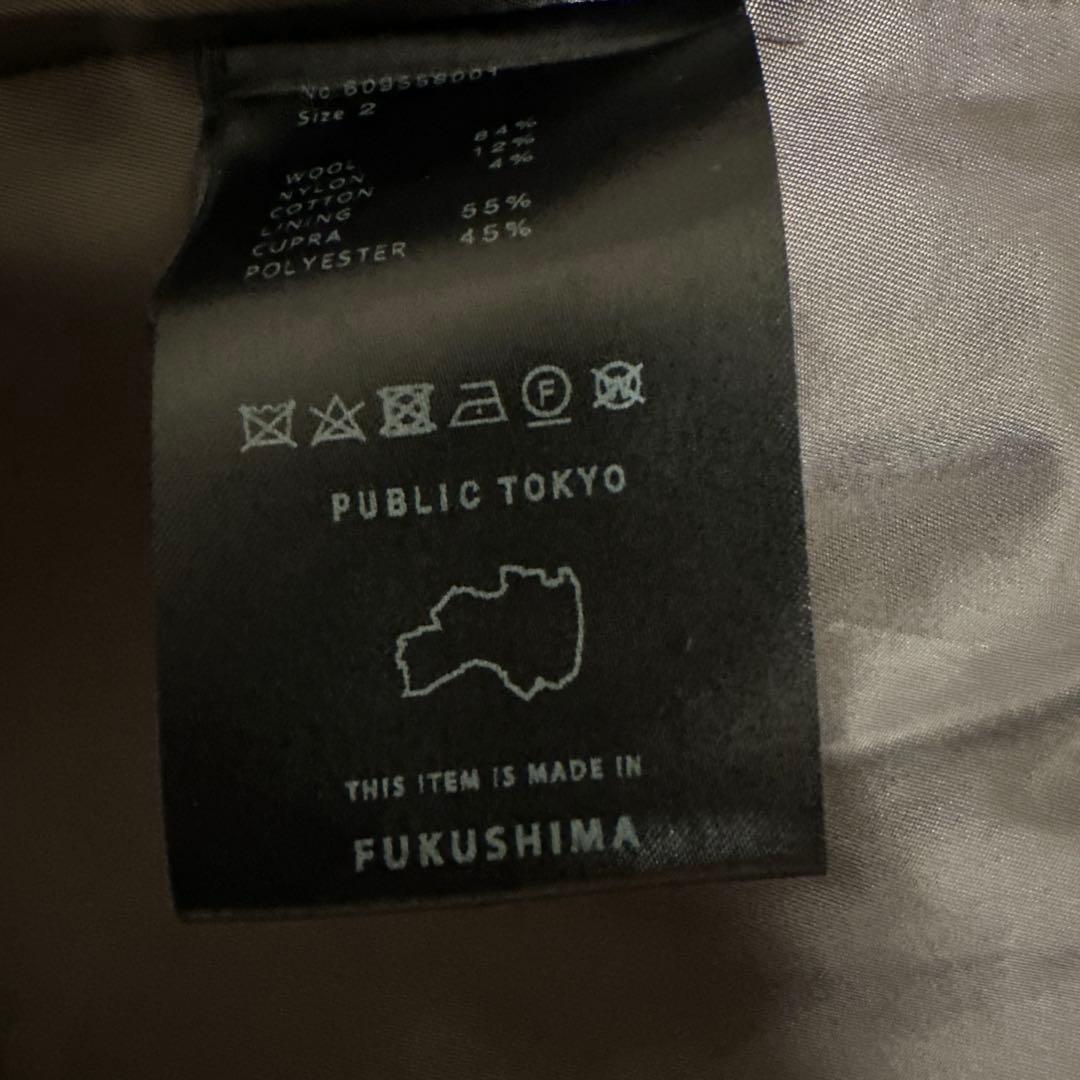 Size 2
WOOL 84%
NYLON 12%
COTTON 4%
LINING
CUPRA 55%
POLYESTER 45%
F W
PUBLIC TOKYO
THIS ITEM IS MADE IN
FUKUSHIMA